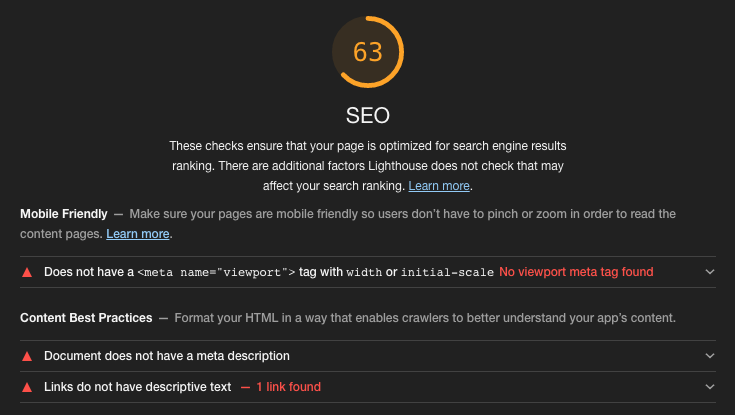 63
SEO
These checks ensure that your page is optimized for search engine results
ranking. There are additional factors Lighthouse does not check that may
affect your search ranking. Learn more.
Mobile Friendly — Make sure your pages are mobile friendly so users don’t have to pinch or zoom in order to read the
content pages. Learn more.
Does not have a <meta name="viewport"> tag with width or initial-scale No viewport meta tag found
Content Best Practices — Format your HTML in a way that enables crawlers to better understand your app’s content.
Document does not have a meta description
Links do not have descriptive text — 1 link found